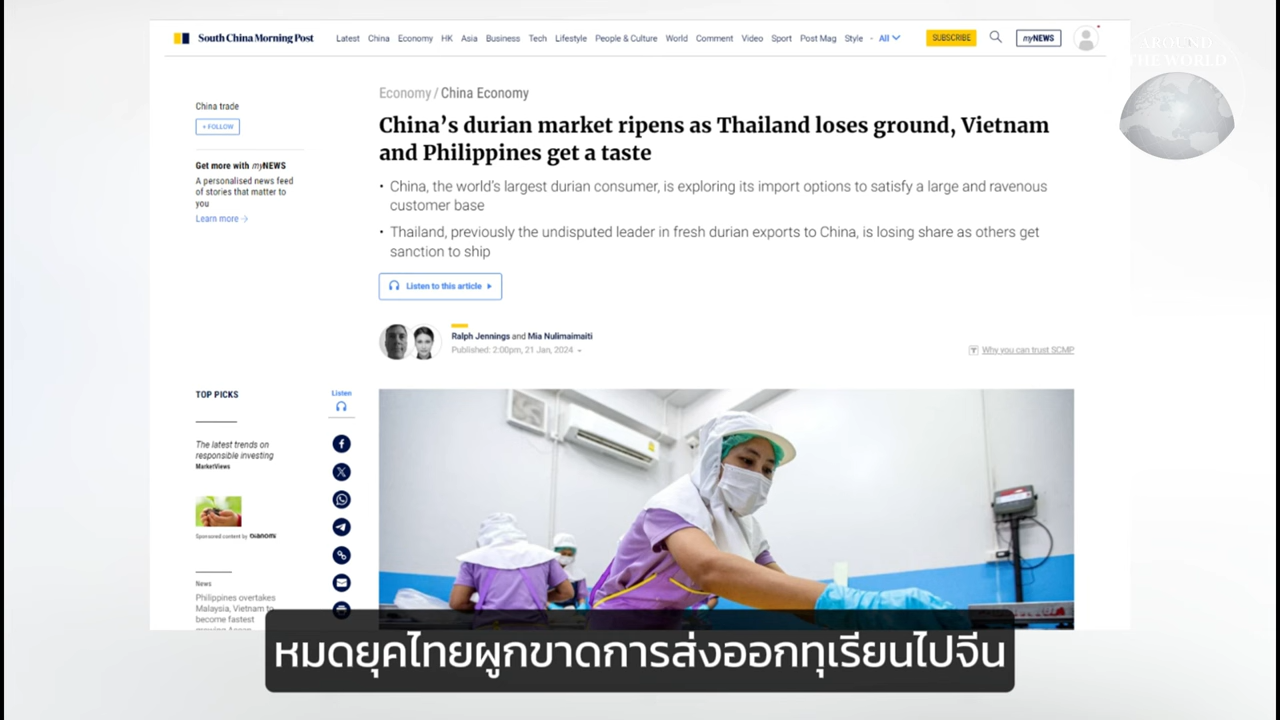 South China Morning Post
Latest China Economy HK Asia Business Tech Lifestyle People & Culture World Comment Video Sport Post Mag Style - All
SUBSCRIBE
myNEWS
AROUND
THE WORLD
China trade
+ FOLLOW
Get more with myNEWS
A personalised news feed
of stories that matter to
you
Learn more
Economy / China Economy
China's durian market ripens as Thailand loses ground, Vietnam
and Philippines get a taste
• China, the world's largest durian consumer, is exploring its import options to satisfy a large and ravenous
customer base
• Thailand, previously the undisputed leader in fresh durian exports to China, is losing share as others get
sanction to ship
Listen to this article
Ralph Jennings and Mia Nulimaimaiti
Published: 2:00pm, 21 Jan, 2024
Why you can trust SCMP
TOP PICKS
Listen
The latest trends on
responsible investing
MarketViews
Sponsored content by
News
Philippines overtakes
Malaysia, Vietnam to
become fastest
หมดยุคไทยผูกขาดการส่งออกทุเรียนไปจีน